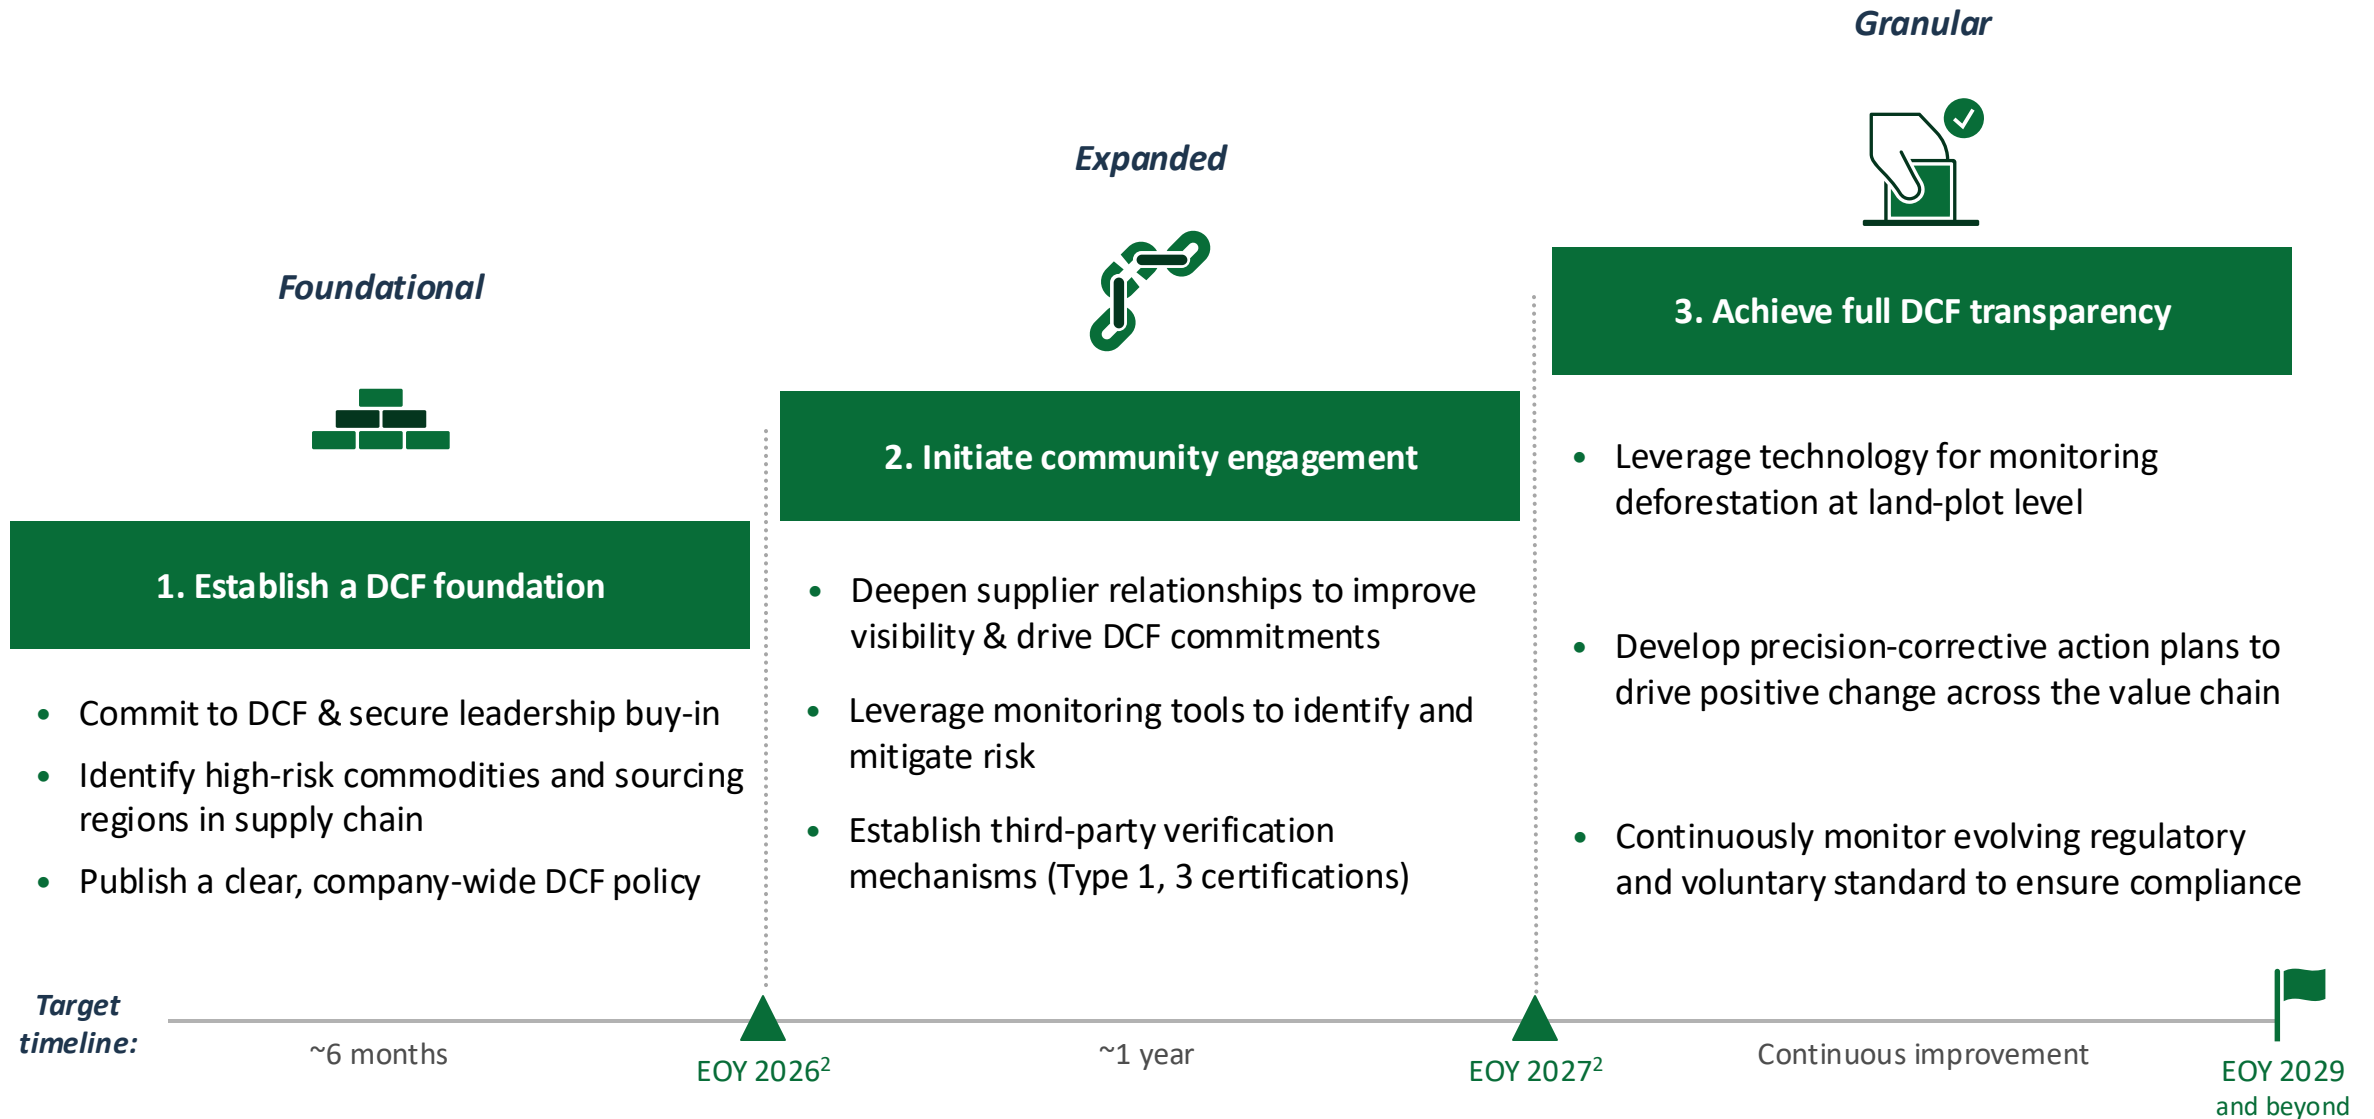 Foundational
1. Establish a DCF foundation
• Commit to DCF & secure leadership buy-in
• Identify high-risk commodities and sourcing
regions in supply chain
• Publish a clear, company-wide DCF policy
Expanded
2. Initiate community engagement
• Deepen supplier relationships to improve
visibility & drive DCF commitments
• Leverage monitoring tools to identify and
mitigate risk
• Establish third-party verification
mechanisms (Type 1, 3 certifications)
Granular
3. Achieve full DCF transparency
• Leverage technology for monitoring
deforestation at land-plot level
• Develop precision-corrective action plans to
drive positive change across the value chain
• Continuously monitor evolving regulatory
and voluntary standard to ensure compliance
Target
timeline:
~6 months
EOY 2026²
~1 year
EOY 2027²
Continuous improvement
EOY 2029
and beyond